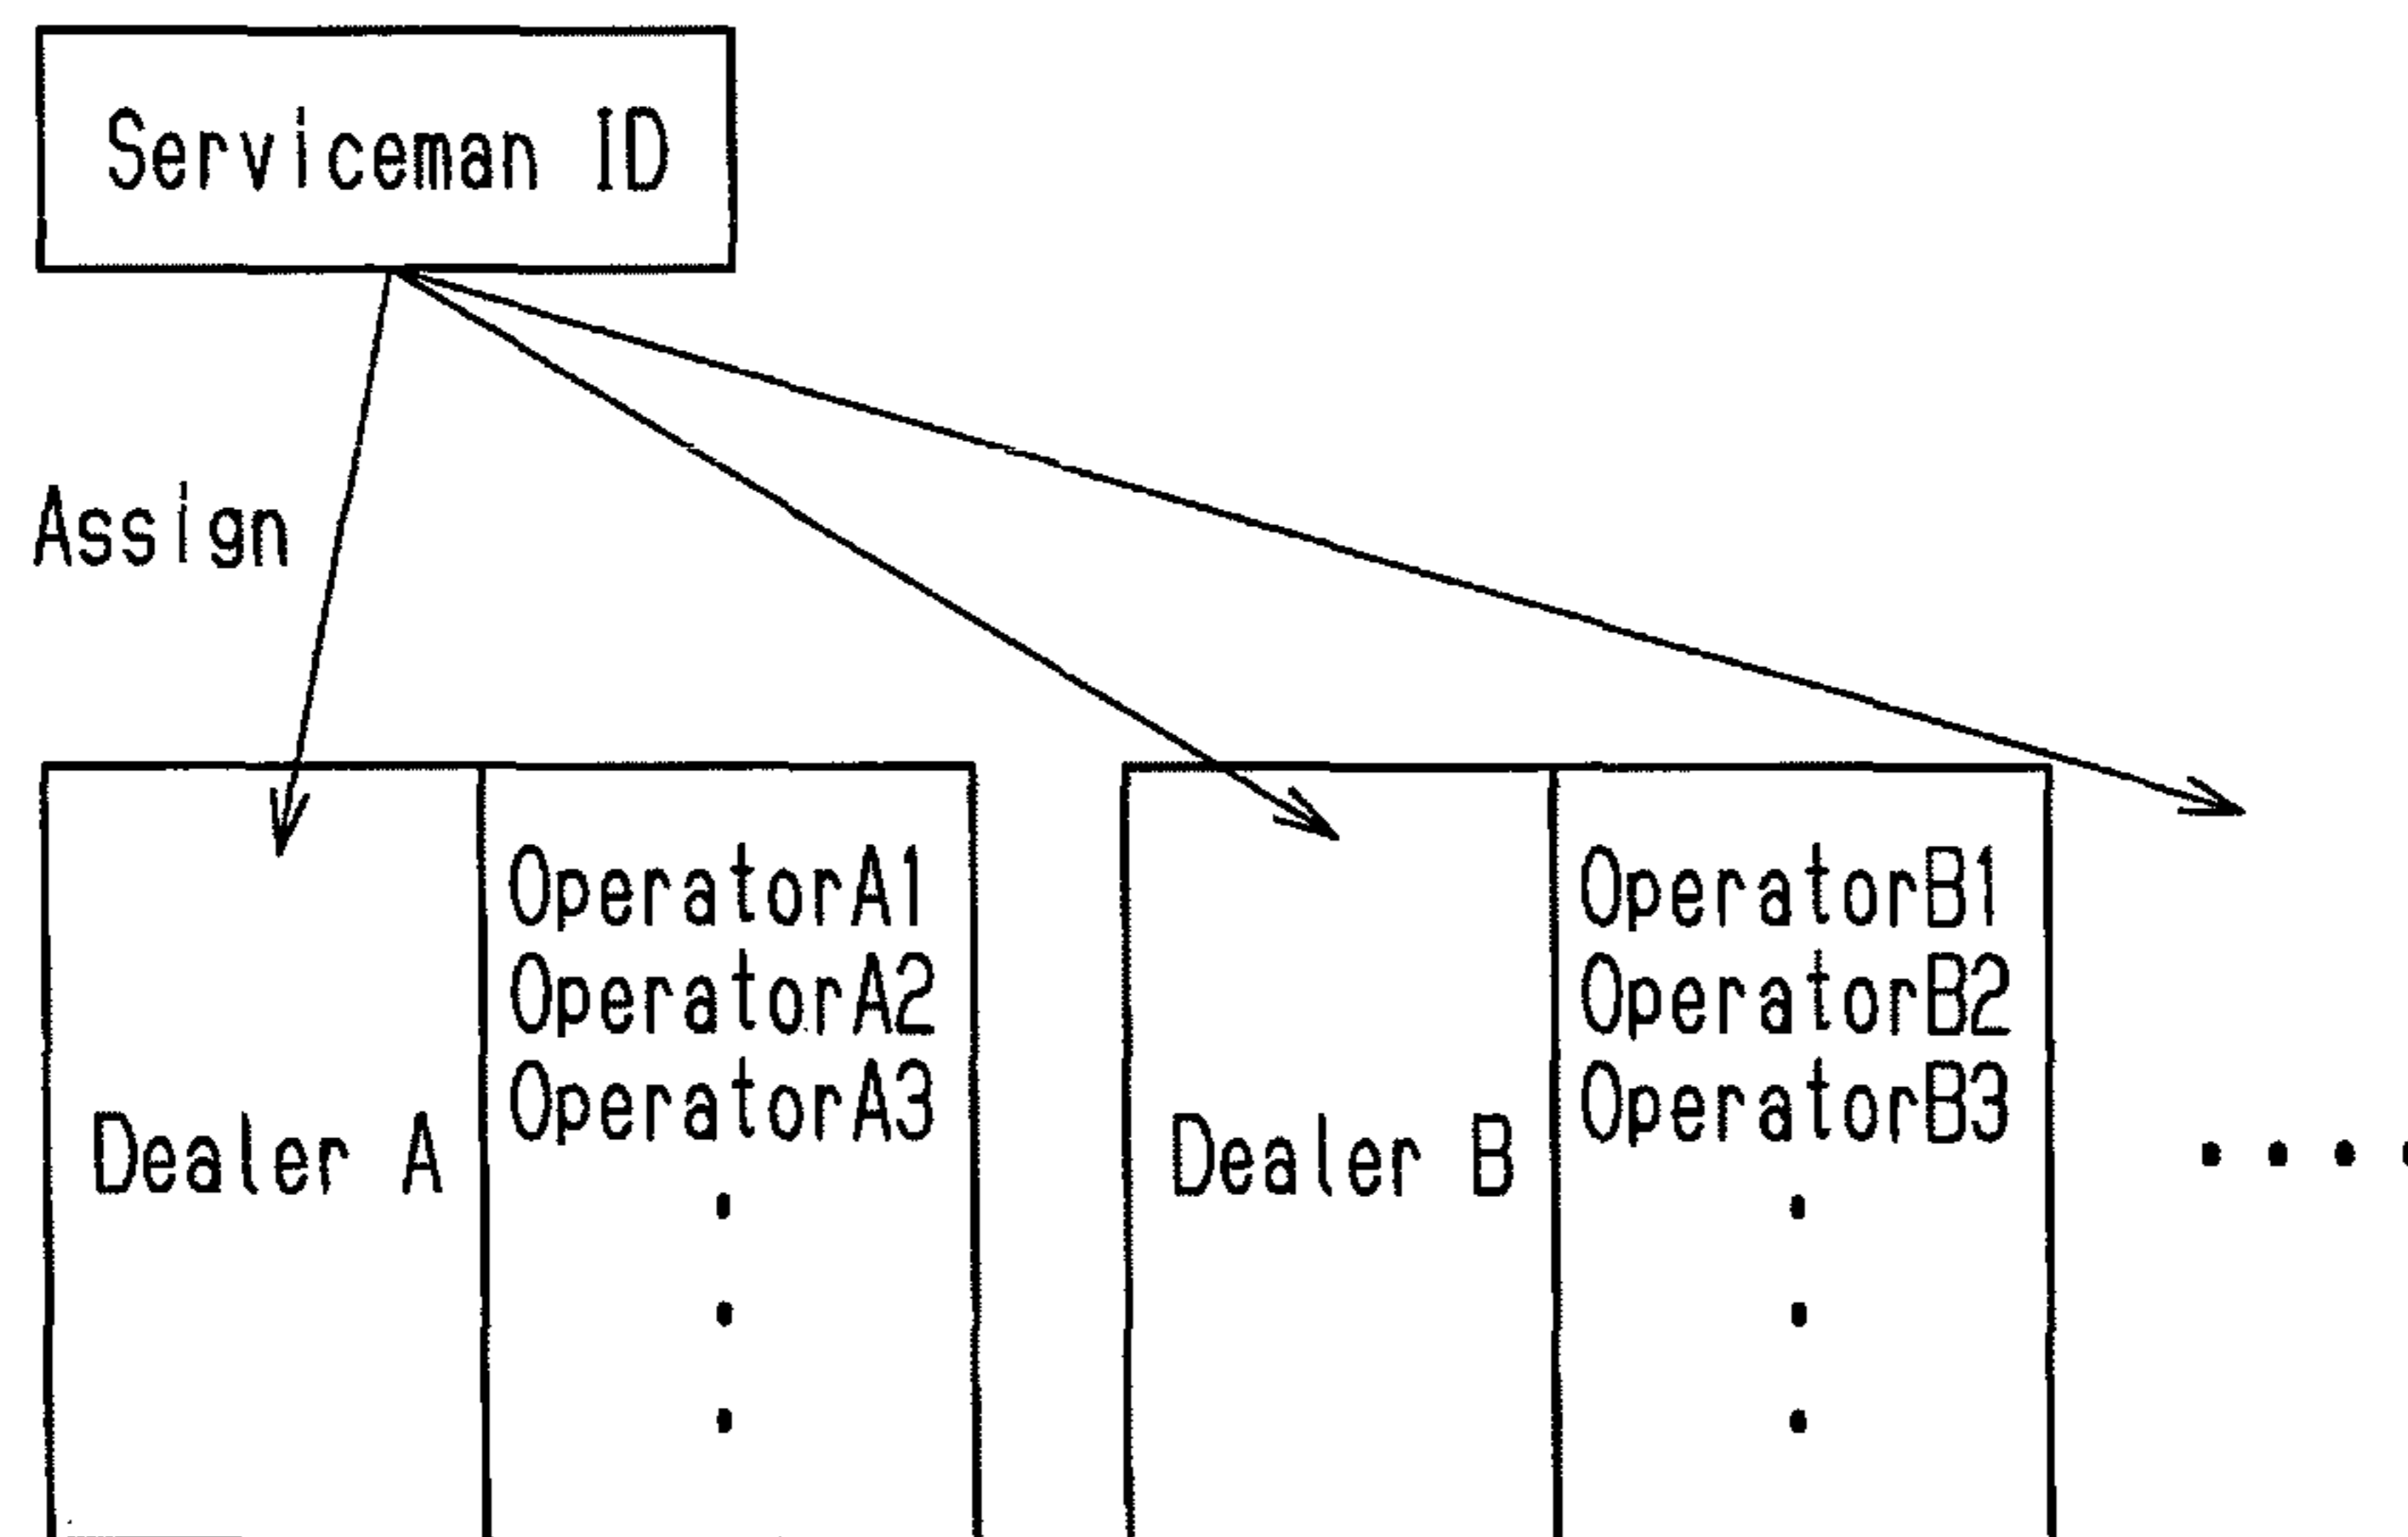 Serviceman ID
Assign
Dealer A
OperatorA1
OperatorA2
OperatorA3
Dealer B
OperatorB1
OperatorB2
OperatorB3